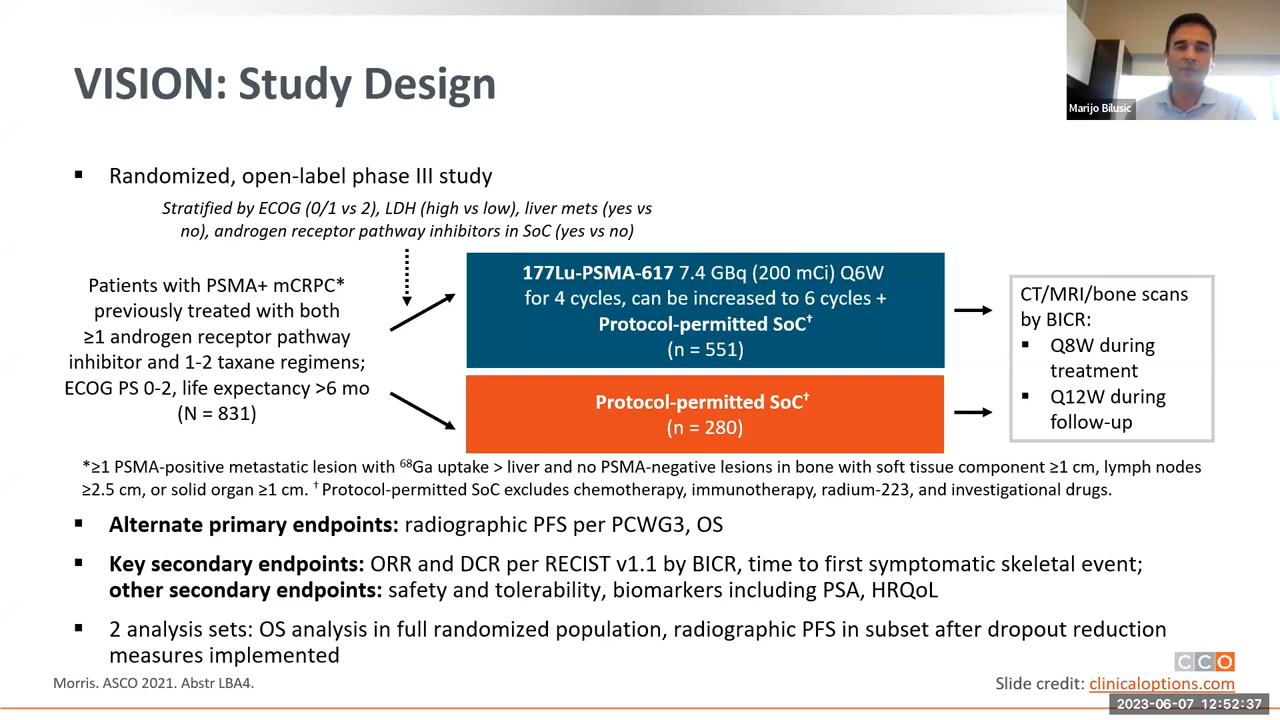 Marijo Bilusic
VISION: Study Design
▪ Randomized, open-label phase III study
Stratified by ECOG (0/1 vs 2), LDH (high vs low), liver mets (yes vs
no), androgen receptor pathway inhibitors in SoC (yes vs no)
Patients with PSMA+ mCRPC*
previously treated with both
≥1 androgen receptor pathway
inhibitor and 1-2 taxane regimens;
ECOG PS 0-2, life expectancy >6 mo
(N = 831)
177Lu-PSMA-617 7.4 GBq (200 mCi) Q6W
for 4 cycles, can be increased to 6 cycles +
Protocol-permitted SoC†
(n = 551)
Protocol-permitted SoC†
(n = 280)
CT/MRI/bone scans
by BICR:
▪ Q8W during
treatment
▪ Q12W during
follow-up
*≥1 PSMA-positive metastatic lesion with ⁶⁸Ga uptake > liver and no PSMA-negative lesions in bone with soft tissue component ≥1 cm, lymph nodes
≥2.5 cm, or solid organ ≥1 cm. † Protocol-permitted SoC excludes chemotherapy, immunotherapy, radium-223, and investigational drugs.
▪ Alternate primary endpoints: radiographic PFS per PCWG3, OS
▪ Key secondary endpoints: ORR and DCR per RECIST v1.1 by BICR, time to first symptomatic skeletal event;
other secondary endpoints: safety and tolerability, biomarkers including PSA, HRQoL
▪ 2 analysis sets: OS analysis in full randomized population, radiographic PFS in subset after dropout reduction
measures implemented
CCO
Morris. ASCO 2021. Abstr LBA4.
Slide credit: clinicaloptions.com
2023-06-07 12:52:37